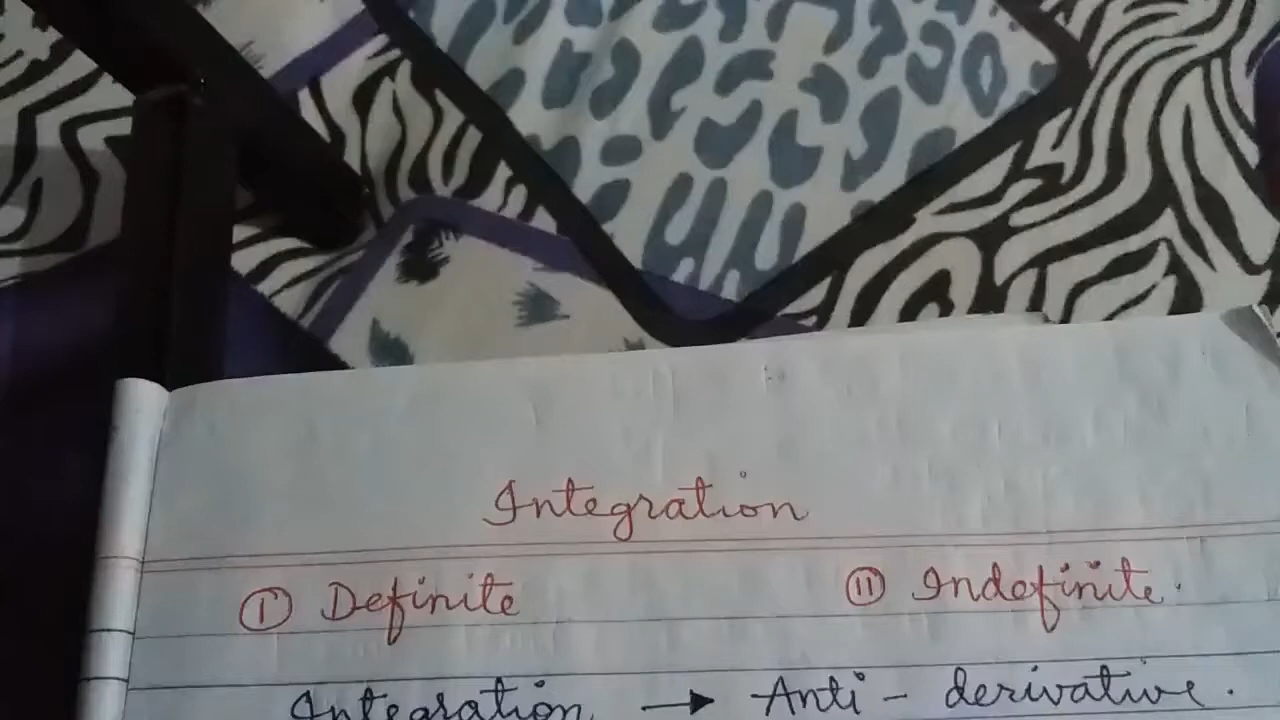 Integration
Ⓘ Definite Ⓘⓘ Indefinite.
Integration → Anti - derivative.